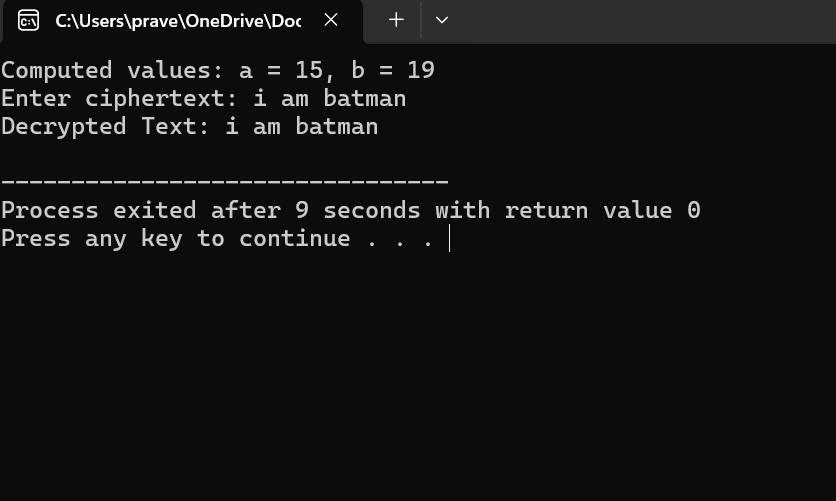 C:\Users\prave\OneDrive\Doc
Computed values: a = 15, b = 19
Enter ciphertext: i am batman
Decrypted Text: i am batman
--------------------------------
Process exited after 9 seconds with return value 0
Press any key to continue . . .